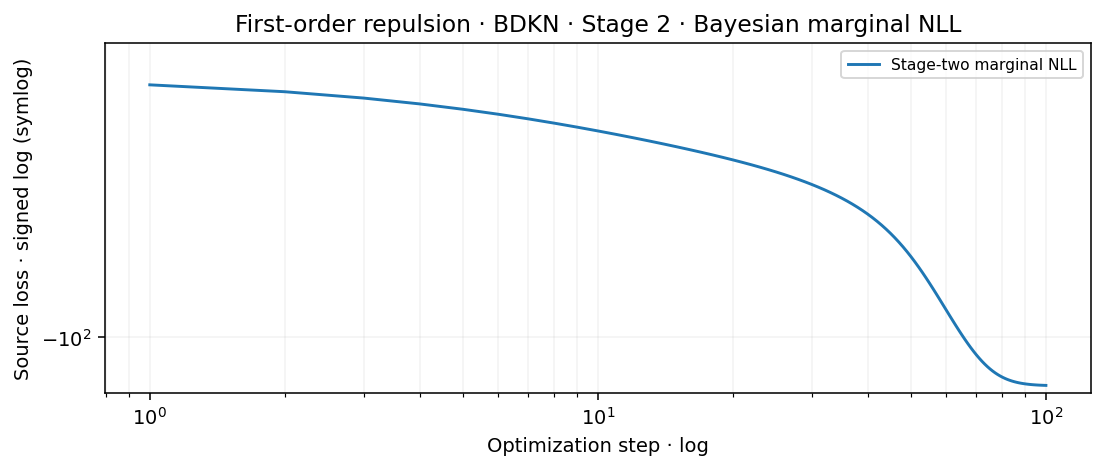 First-order repulsion · BDKN · Stage 2 · Bayesian marginal NLL
Stage-two marginal NLL
Source loss · signed log (symlog)
−10²
10⁰
10¹
10²
Optimization step · log